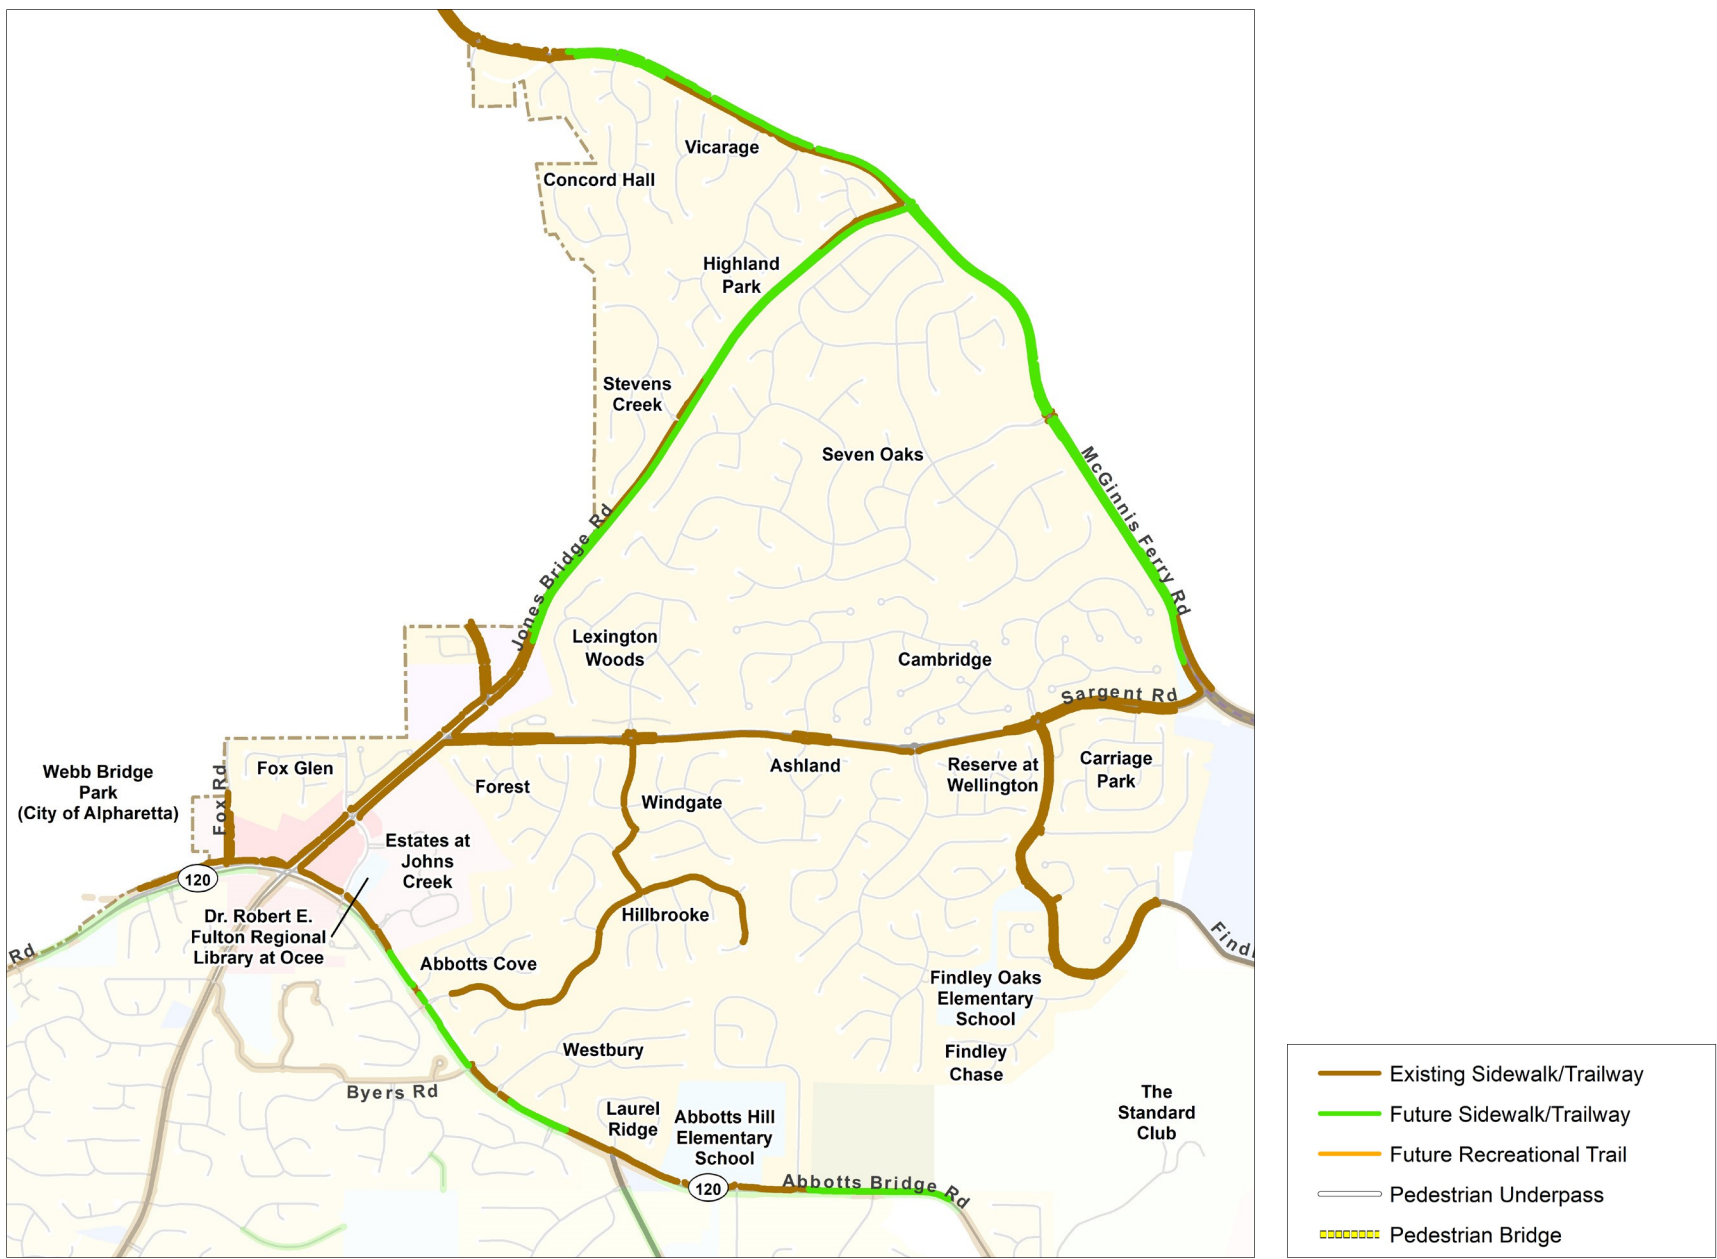 Vicarage
Concord Hall
Highland
Park
Stevens
Creek
Seven Oaks
McGinnis Ferry Rd
Jones Bridge Rd
Lexington
Woods
Cambridge
Sargent Rd
Webb Bridge
Park
(City of Alpharetta)
Fox Rd
Fox Glen
Forest
Ashland
Reserve at
Wellington
Carriage
Park
Windgate
Estates at
Johns
Creek
120
Dr. Robert E.
Fulton Regional
Library at Ocee
Hillbrooke
Rd
Abbotts Cove
Findl
Findley Oaks
Elementary
School
Westbury
Findley
Chase
Byers Rd
Laurel
Ridge
Abbotts Hill
Elementary
School
The
Standard
Club
120
Abbotts Bridge Rd
Existing Sidewalk/Trailway
Future Sidewalk/Trailway
Future Recreational Trail
Pedestrian Underpass
Pedestrian Bridge